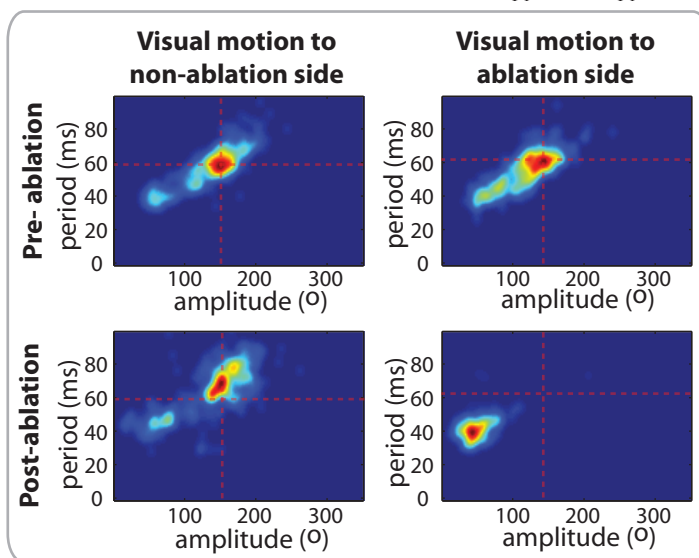 Visual motion to
non-ablation side
Visual motion to
ablation side
Pre- ablation
period (ms)
80
60
40
20
0
100 200 300
amplitude (O)
period (ms)
80
60
40
20
0
100 200 300
amplitude (O)
Post-ablation
period (ms)
80
60
40
20
0
100 200 300
amplitude (O)
period (ms)
80
60
40
20
0
100 200 300
amplitude (O)